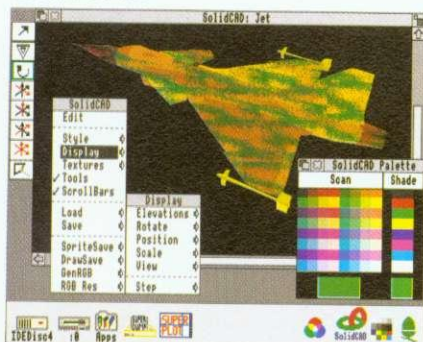 SolidCAD: Jet
SolidCAD
Edit
Style
Display
Textures
Tools
ScrollBars
Load
Save
SpriteSave
DrawSave
GenRGB
RGB Res
Display
Elevations
Rotate
Position
Scale
View
Step
SolidCAD Palette
Scan
Shade
IDEDisc4
:0
Apps
SUPER
PLOT
SolidCAD